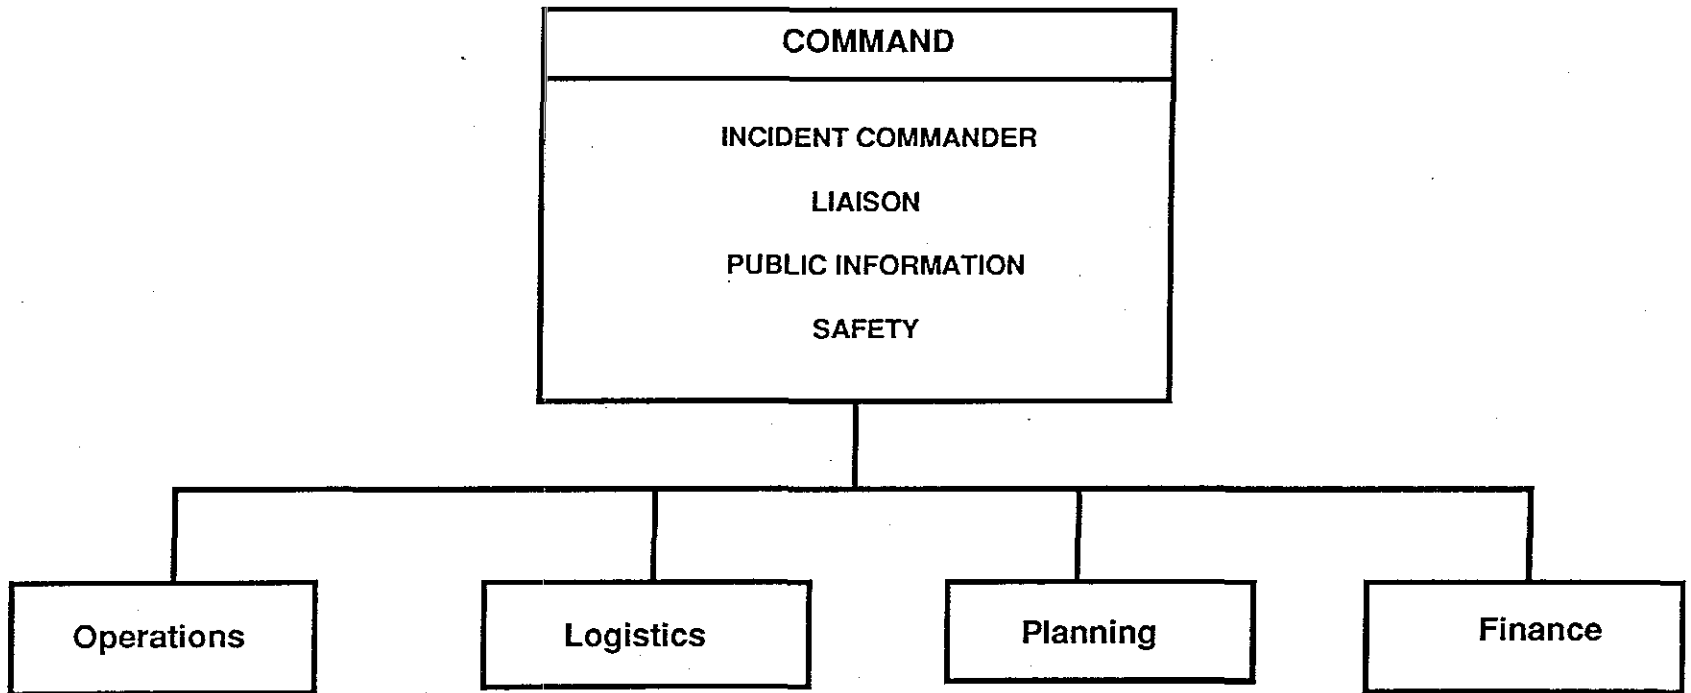 COMMAND
INCIDENT COMMANDER
LIAISON
PUBLIC INFORMATION
SAFETY
Operations
Logistics
Planning
Finance